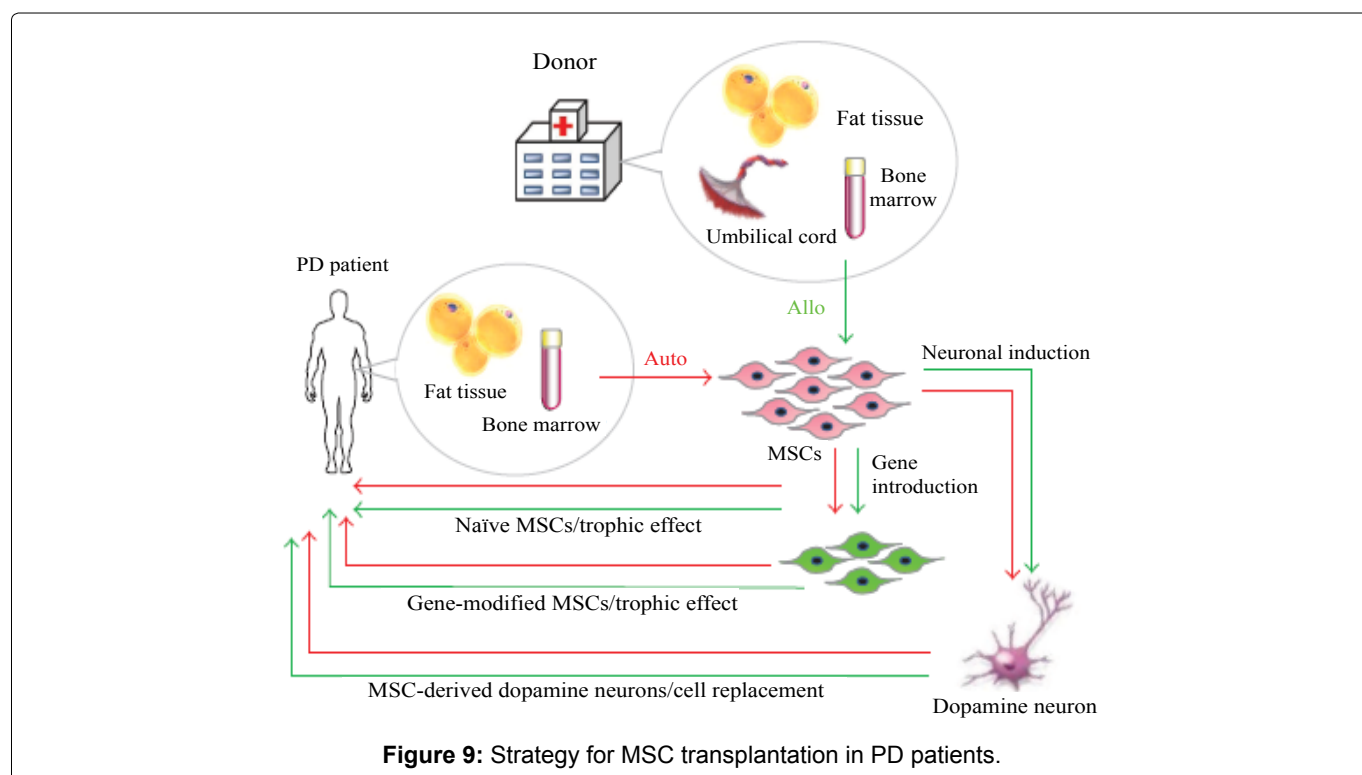 Donor
Fat tissue
Bone
marrow
Umbilical cord
PD patient
Allo
Neuronal induction
Auto
Fat tissue
Bone marrow
MSCs
Gene
introduction
Naïve MSCs/trophic effect
Gene-modified MSCs/trophic effect
MSC-derived dopamine neurons/cell replacement
Dopamine neuron
Figure 9: Strategy for MSC transplantation in PD patients.